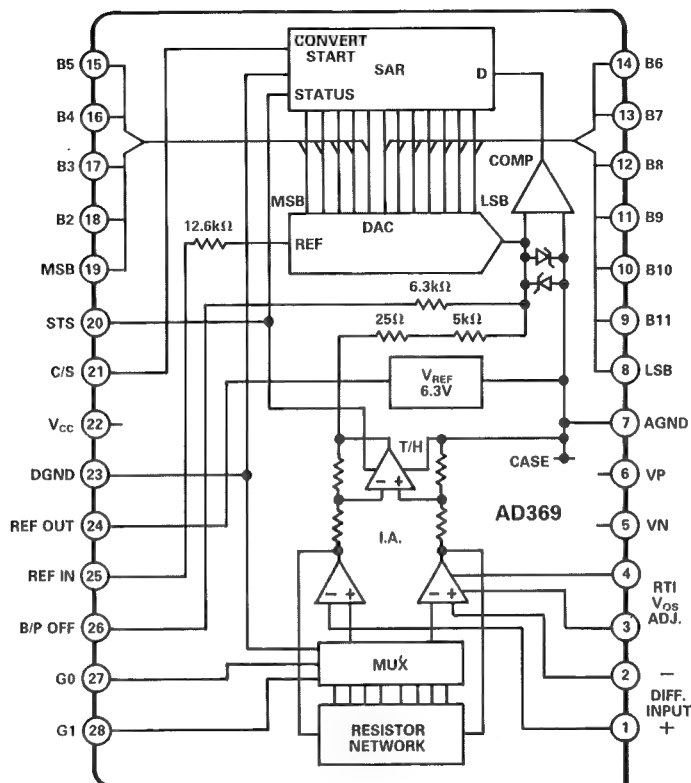 CONVERT
START
SAR
D
STATUS
B5 15
B4 16
B3 17
B2 18
MSB 19
STS 20
C/S 21
VCC 22
DGND 23
REF OUT 24
REF IN 25
B/P OFF 26
G0 27
G1 28
14 B6
13 B7
12 B8
11 B9
10 B10
9 B11
8 LSB
7 AGND
6 VP
5 VN
4
RTI
VOS
ADJ.
3
2 −
DIFF.
INPUT
1 +
COMP
MSB
LSB
DAC
REF
12.6kΩ
6.3kΩ
25Ω
5kΩ
VREF
6.3V
T/H
CASE
− +
AD369
I.A.
− +
− +
MUX
RESISTOR
NETWORK